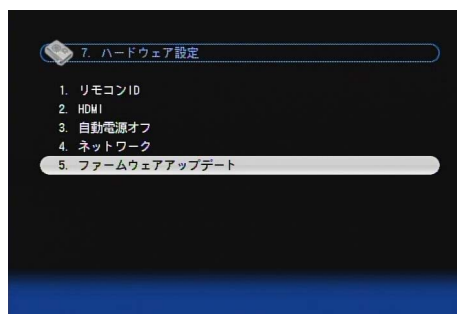 7. ハードウェア設定
1. リモコンID
2. HDMI
3. 自動電源オフ
4. ネットワーク
5. ファームウェアアップデート